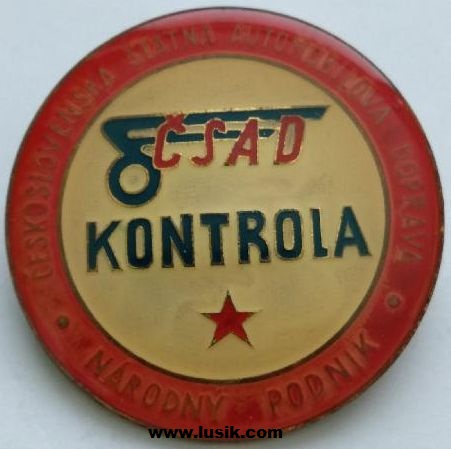 ČESKOSLOVENSKÁ ŠTÁTNA AUTOMOBILOVÁ DOPRAVA
ČSAD
KONTROLA
• NÁRODNÝ PODNIK •
www.lusik.com